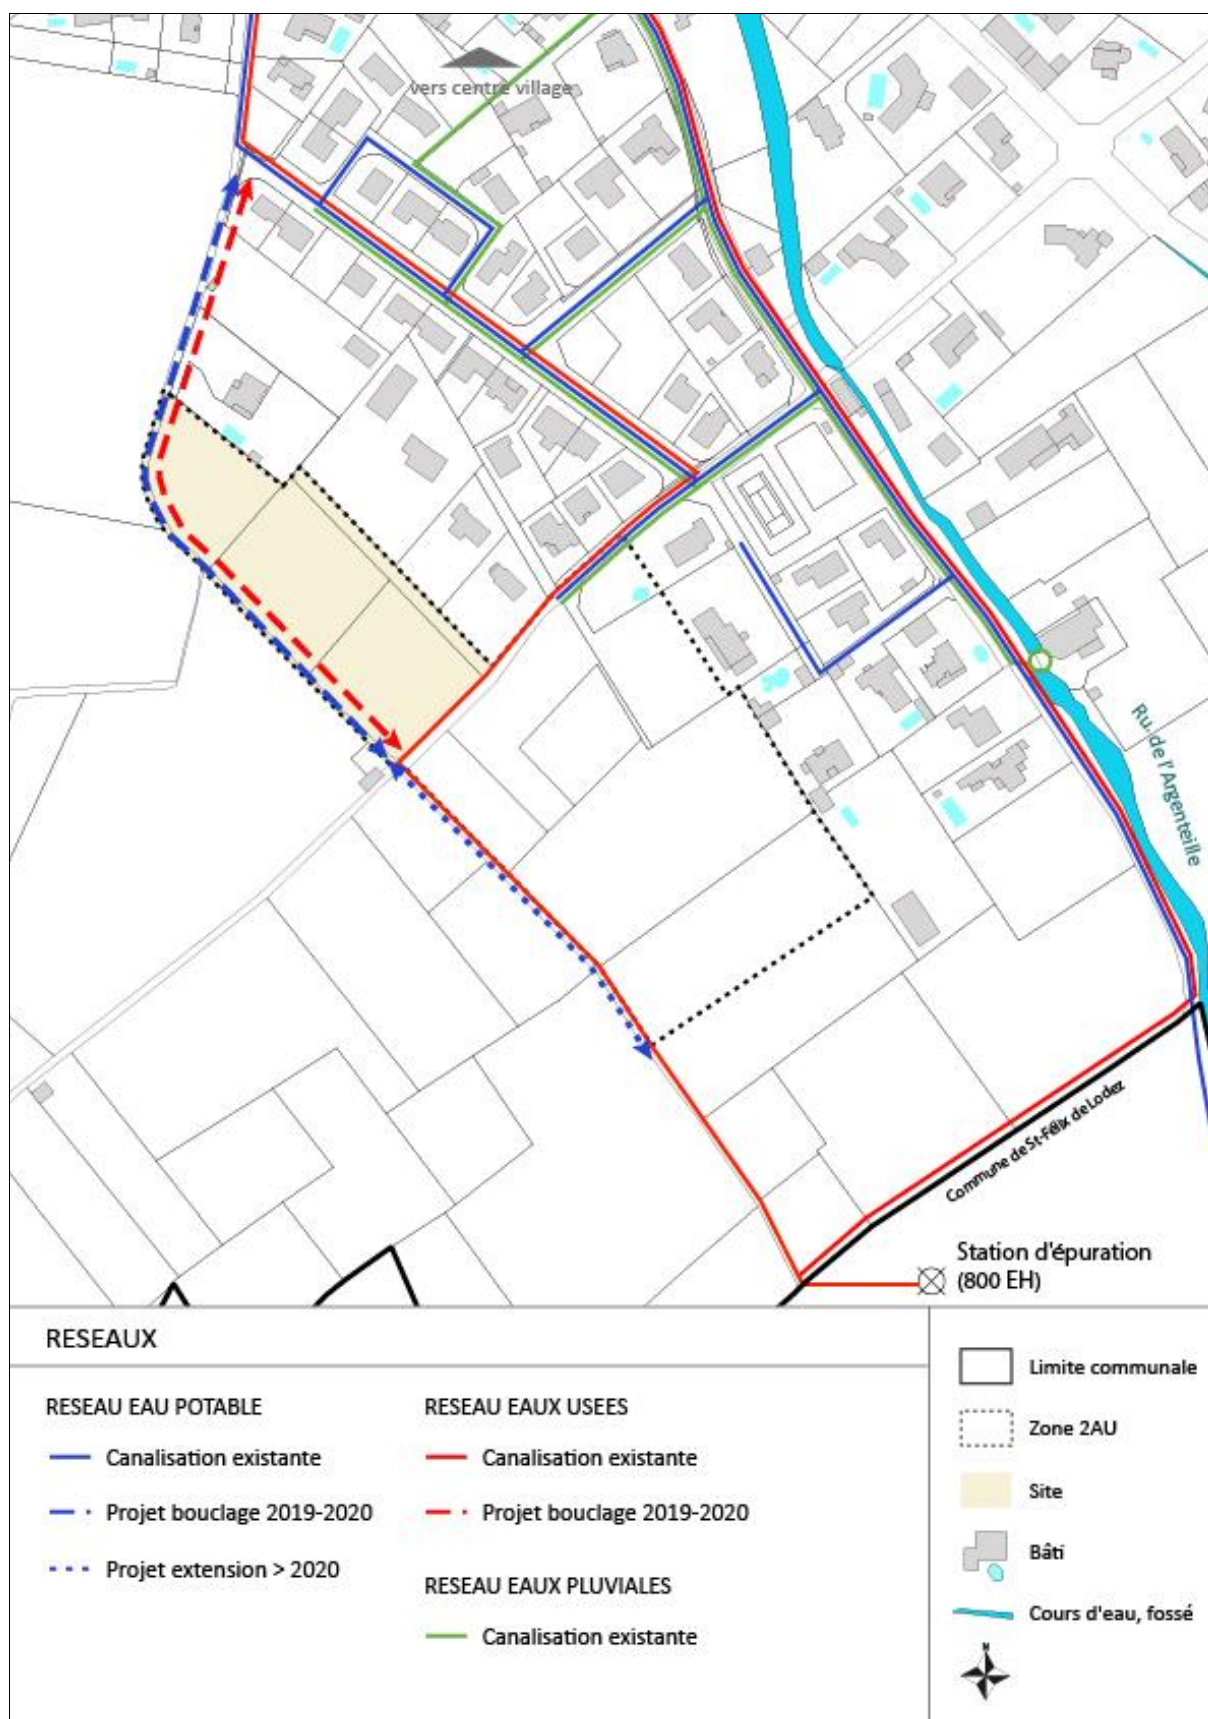 vers centre village
Ru de l'Argenteille
Commune de St-Félix de Lodez
Station d'épuration
(800 EH)
RESEAUX
RESEAU EAU POTABLE
Canalisation existante
Projet bouclage 2019-2020
Projet extension > 2020
RESEAU EAUX USEES
Canalisation existante
Projet bouclage 2019-2020
RESEAU EAUX PLUVIALES
Canalisation existante
Limite communale
Zone 2AU
Site
Bâti
Cours d'eau, fossé
N